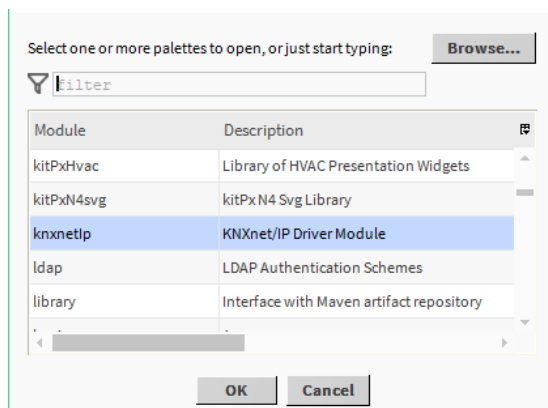 Select one or more palettes to open, or just start typing: Browse...
filter
Module Description
kitPxHvac Library of HVAC Presentation Widgets
kitPxN4svg kitPx N4 Svg Library
knxnetIp KNXnet/IP Driver Module
ldap LDAP Authentication Schemes
library Interface with Maven artifact repository
OK Cancel